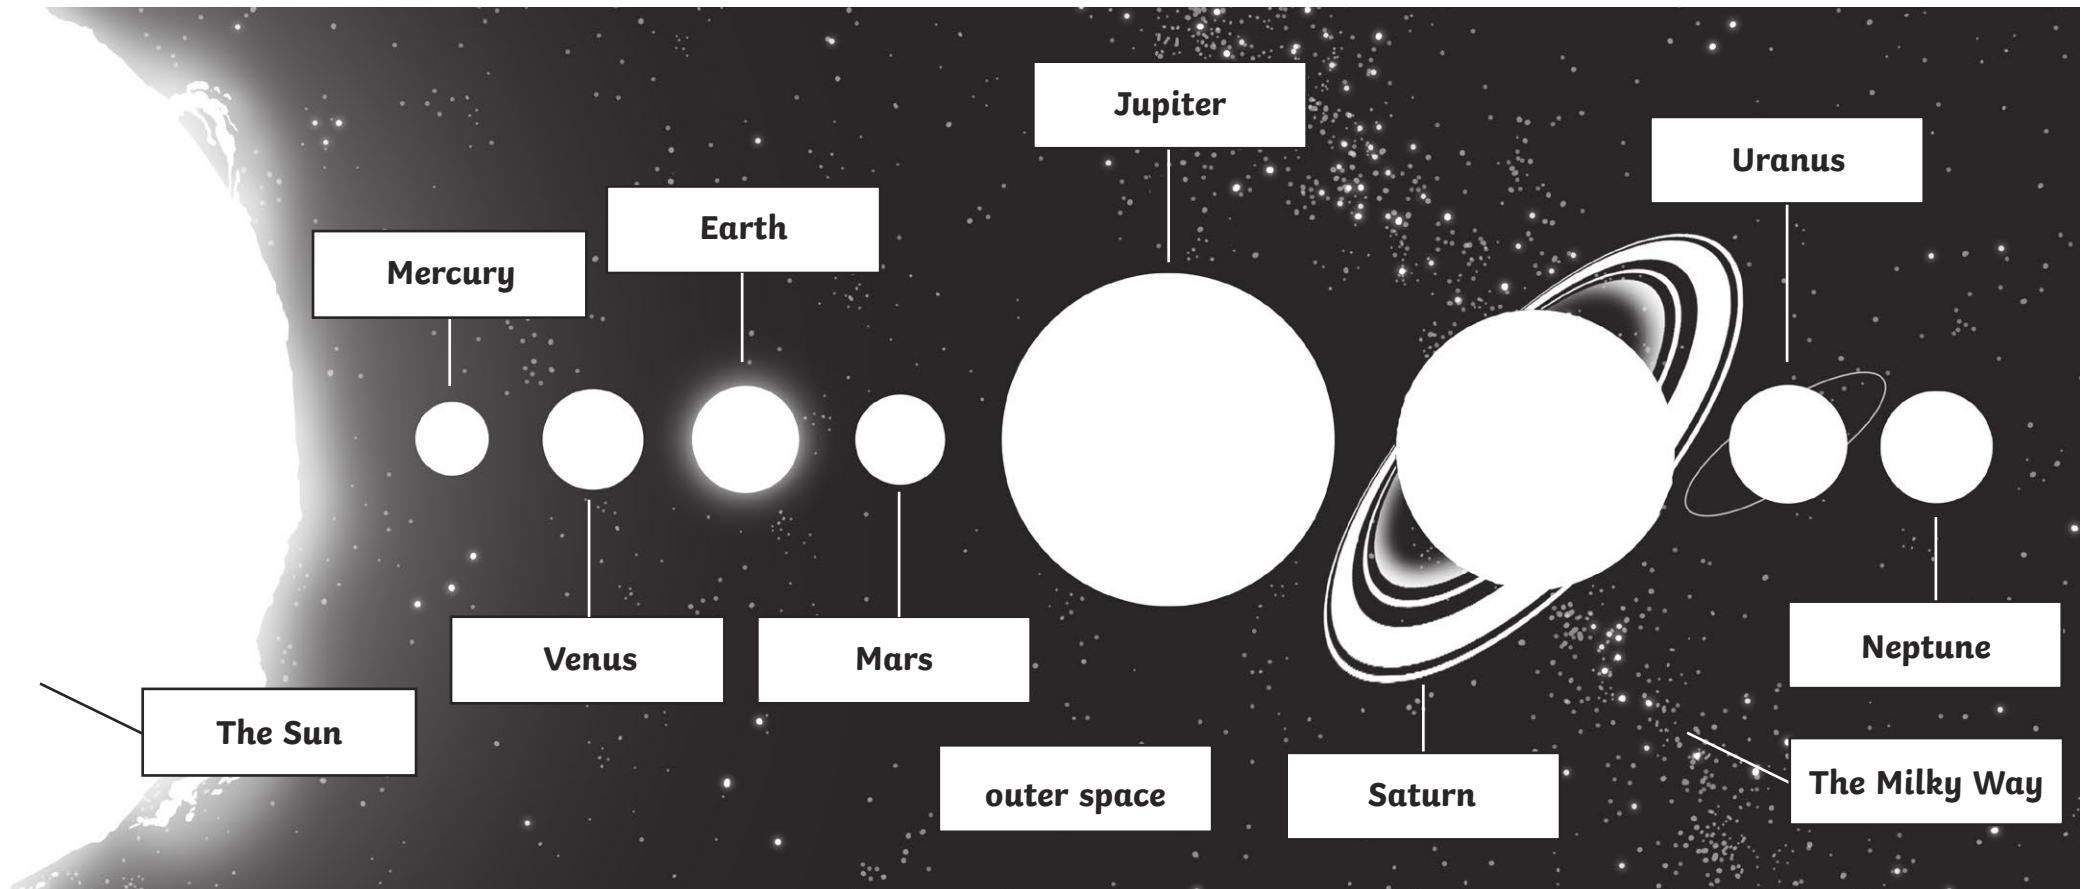 Jupiter
Uranus
Earth
Mercury
Venus
Mars
Neptune
The Sun
outer space
Saturn
The Milky Way